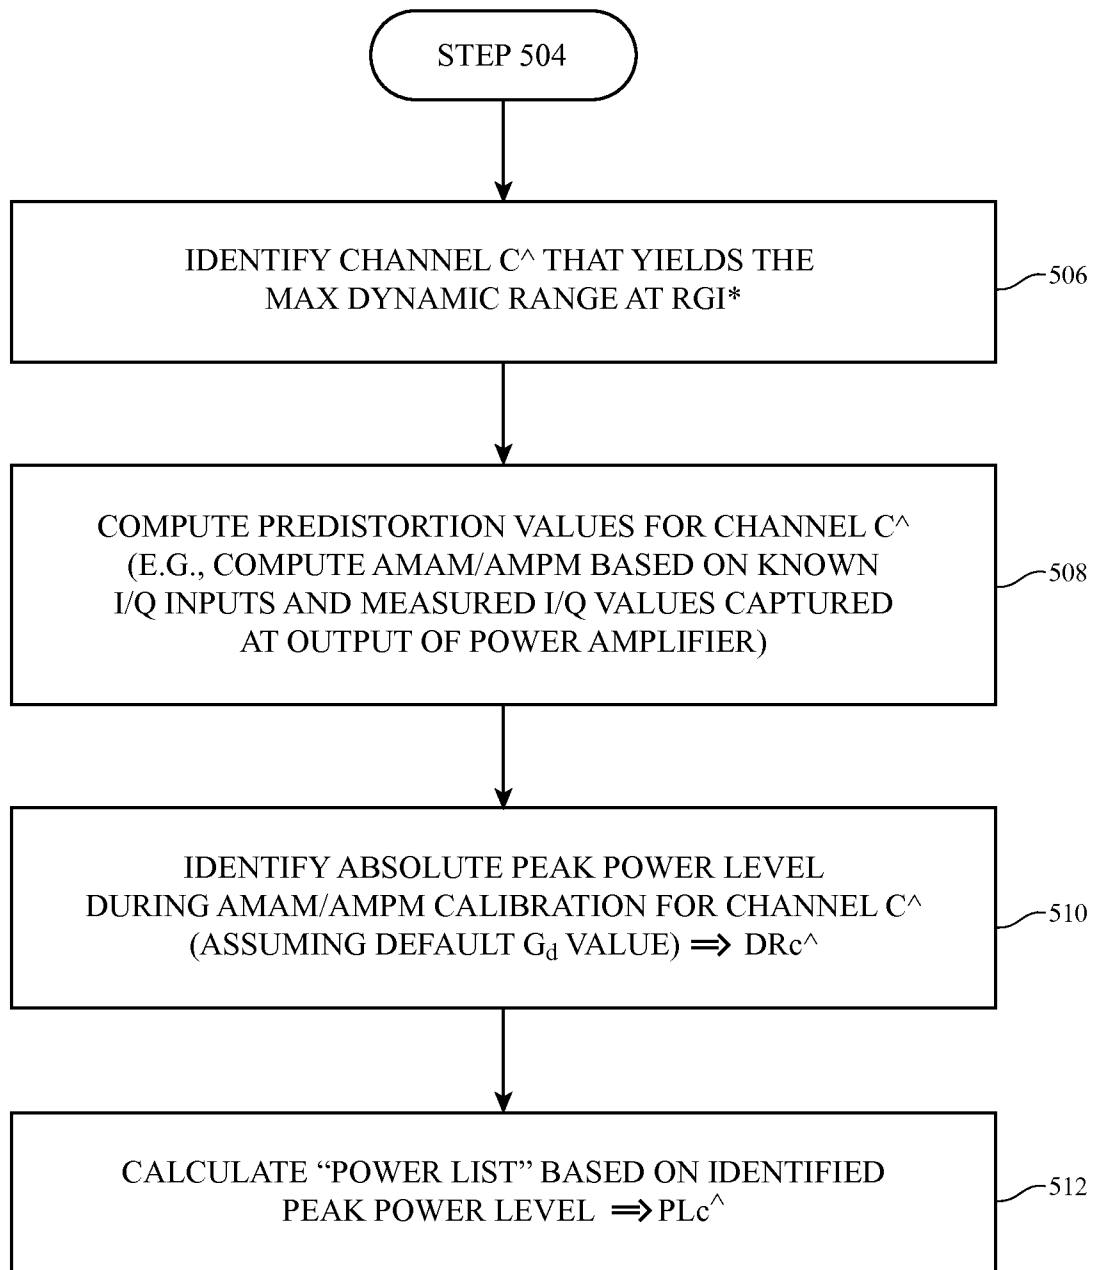 STEP 504
IDENTIFY CHANNEL C^ THAT YIELDS THE
MAX DYNAMIC RANGE AT RGI*
506
COMPUTE PREDISTORTION VALUES FOR CHANNEL C^
(E.G., COMPUTE AMAM/AMPM BASED ON KNOWN
I/Q INPUTS AND MEASURED I/Q VALUES CAPTURED
AT OUTPUT OF POWER AMPLIFIER)
508
IDENTIFY ABSOLUTE PEAK POWER LEVEL
DURING AMAM/AMPM CALIBRATION FOR CHANNEL C^
(ASSUMING DEFAULT Gd VALUE) ⟹ DRc^
510
CALCULATE “POWER LIST” BASED ON IDENTIFIED
PEAK POWER LEVEL ⟹ PLc^
512